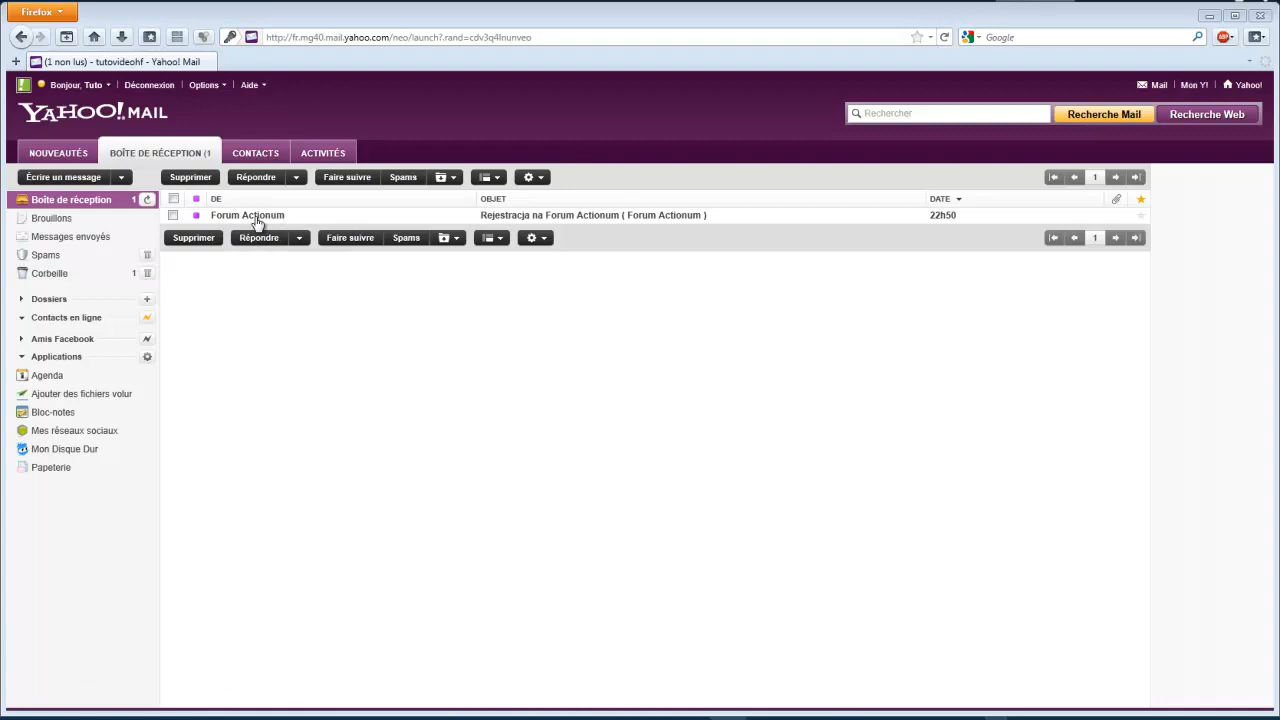 Firefox
http://fr.mg40.mail.yahoo.com/neo/launch?.rand=cdv3q4lnunveo
Google
(1 non lus) - tutovideohf - Yahoo! Mail
Bonjour, Tuto | Déconnexion | Options | Aide
Mail | Mon Y! | Yahoo!
YAHOO! MAIL
Rechercher
Recherche Mail
Recherche Web
NOUVEAUTÉS
BOÎTE DE RÉCEPTION (1
CONTACTS
ACTIVITÉS
Écrire un message
Supprimer
Répondre
Faire suivre
Spams
1
Boîte de réception 1
DE
OBJET
DATE
Forum Actionum
Rejestracja na Forum Actionum ( Forum Actionum )
22h50
Brouillons
Supprimer
Répondre
Faire suivre
Spams
1
Messages envoyés
Spams
Corbeille 1
Dossiers
Contacts en ligne
Amis Facebook
Applications
Agenda
Ajouter des fichiers volur
Bloc-notes
Mes réseaux sociaux
Mon Disque Dur
Papeterie